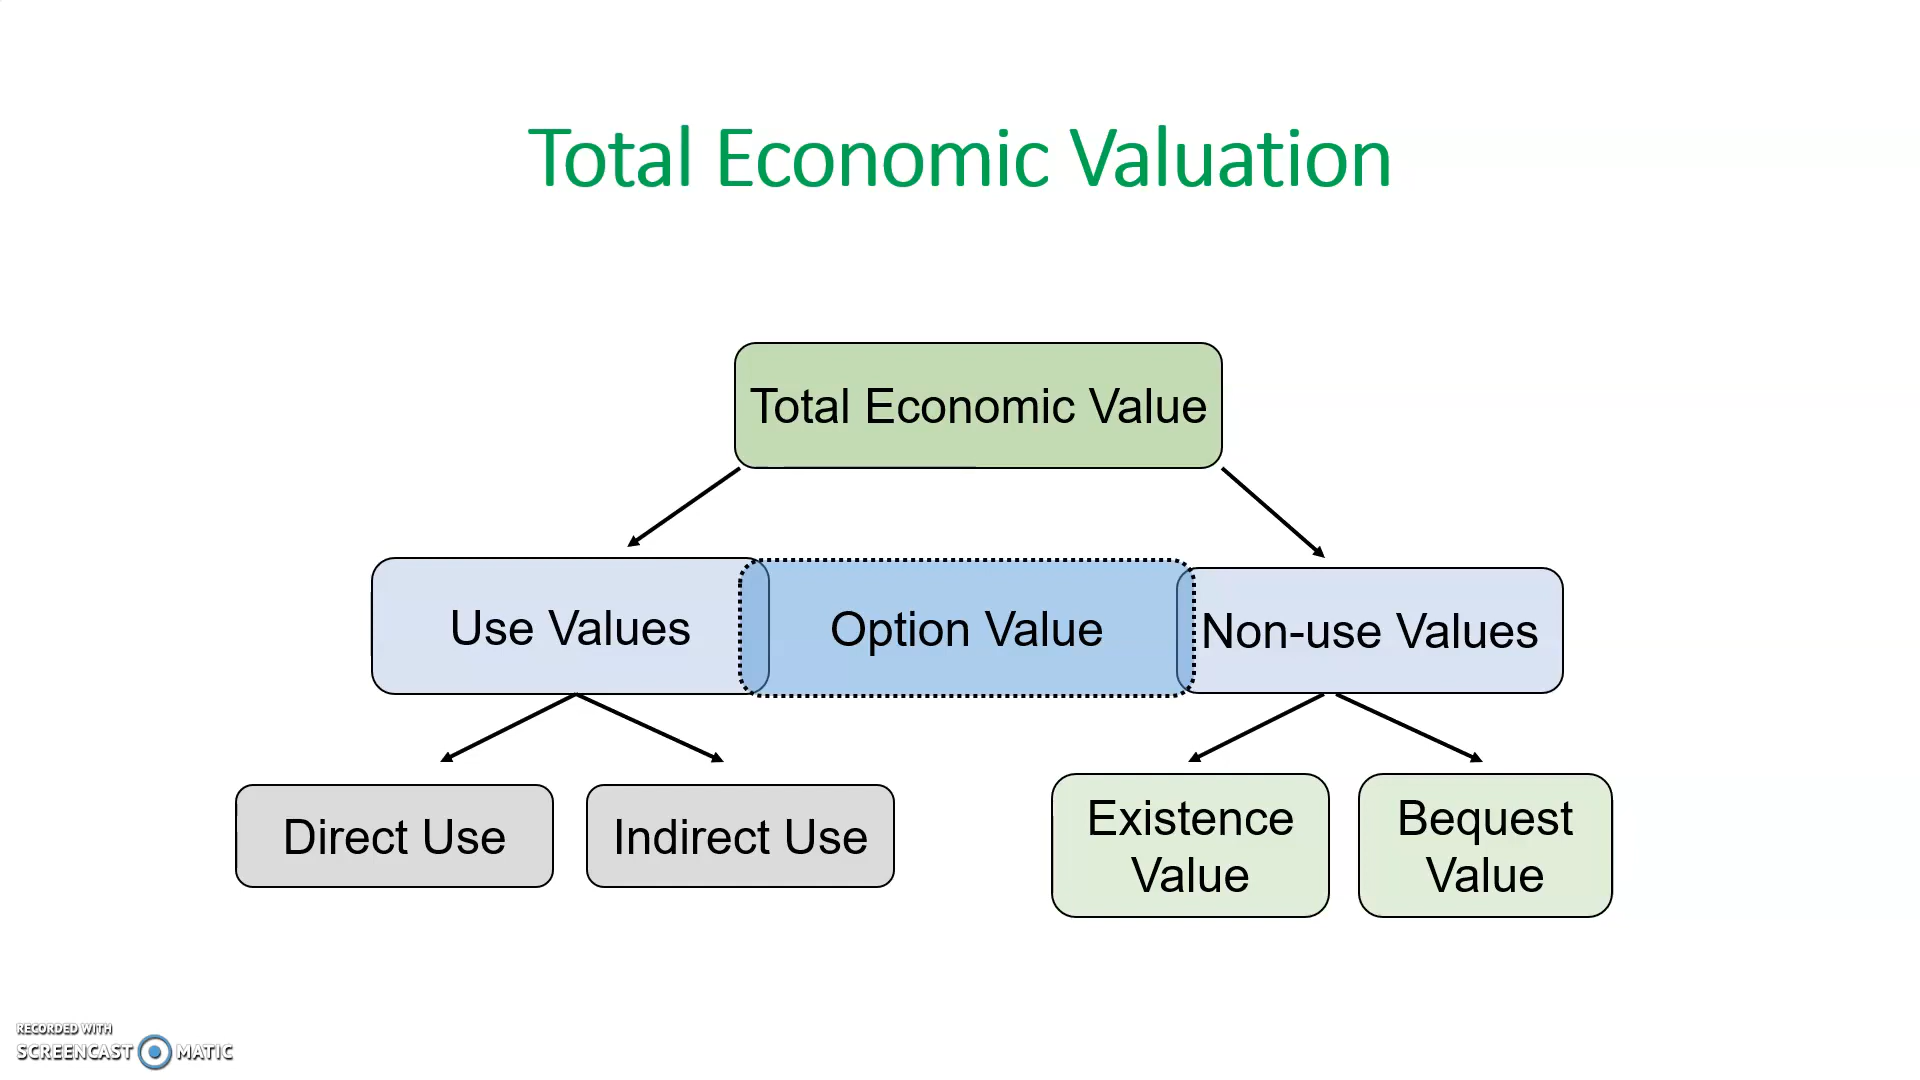 Total Economic Valuation
Total Economic Value
Use Values
Option Value
Non-use Values
Direct Use
Indirect Use
Existence
Value
Bequest
Value
RECORDED WITH
SCREENCAST MATIC